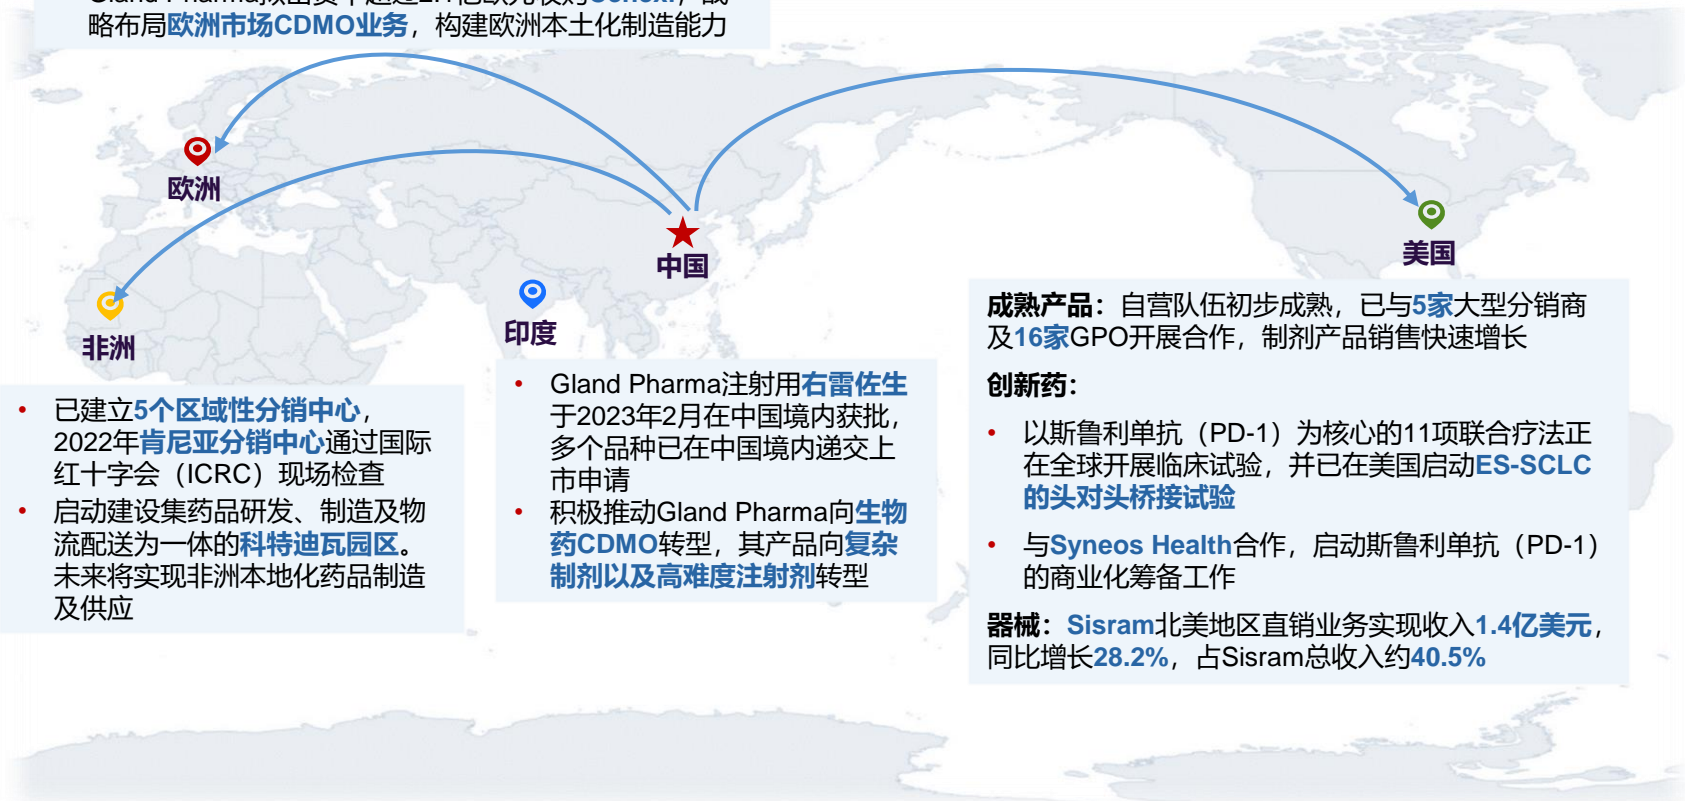 略布局欧洲市场CDMO业务，构建欧洲本土化制造能力
欧洲
中国
美国
非洲
印度
• 已建立5个区域性分销中心，
2022年肯尼亚分销中心通过国际
红十字会（ICRC）现场检查
• 启动建设集药品研发、制造及物
流配送为一体的科特迪瓦园区。
未来将实现非洲本地化药品制造
及供应
• Gland Pharma注射用右雷佐生
于2023年2月在中国境内获批，
多个品种已在中国境内递交上
市申请
• 积极推动Gland Pharma向生物
药CDMO转型，其产品向复杂
制剂以及高难度注射剂转型
成熟产品：自营队伍初步成熟，已与5家大型分销商
及16家GPO开展合作，制剂产品销售快速增长
创新药：
• 以斯鲁利单抗（PD-1）为核心的11项联合疗法正
在全球开展临床试验，并已在美国启动ES-SCLC
的头对头桥接试验
• 与Syneos Health合作，启动斯鲁利单抗（PD-1）
的商业化筹备工作
器械：Sisram北美地区直销业务实现收入1.4亿美元，
同比增长28.2%，占Sisram总收入约40.5%